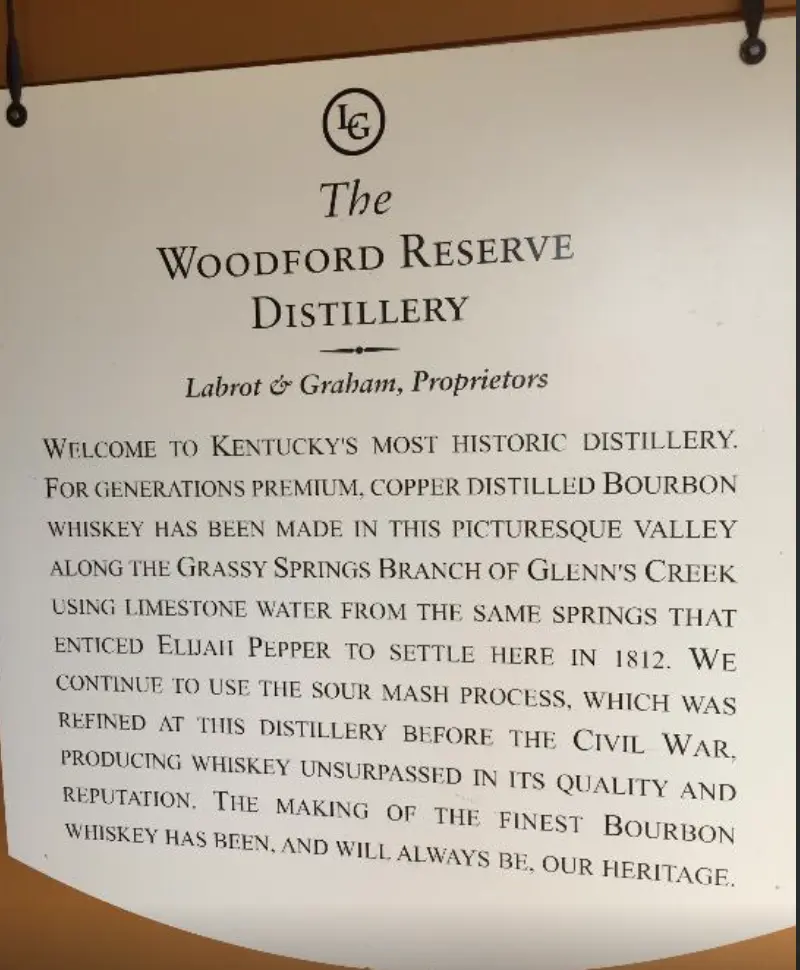 LG
The
WOODFORD RESERVE
DISTILLERY
Labrot & Graham, Proprietors
WELCOME TO KENTUCKY'S MOST HISTORIC DISTILLERY.
FOR GENERATIONS PREMIUM, COPPER DISTILLED BOURBON
WHISKEY HAS BEEN MADE IN THIS PICTURESQUE VALLEY
ALONG THE GRASSY SPRINGS BRANCH OF GLENN'S CREEK
USING LIMESTONE WATER FROM THE SAME SPRINGS THAT
ENTICED ELIJAH PEPPER TO SETTLE HERE IN 1812. WE
CONTINUE TO USE THE SOUR MASH PROCESS, WHICH WAS
REFINED AT THIS DISTILLERY BEFORE THE CIVIL WAR,
PRODUCING WHISKEY UNSURPASSED IN ITS QUALITY AND
REPUTATION. THE MAKING OF THE FINEST BOURBON
WHISKEY HAS BEEN, AND WILL ALWAYS BE, OUR HERITAGE.